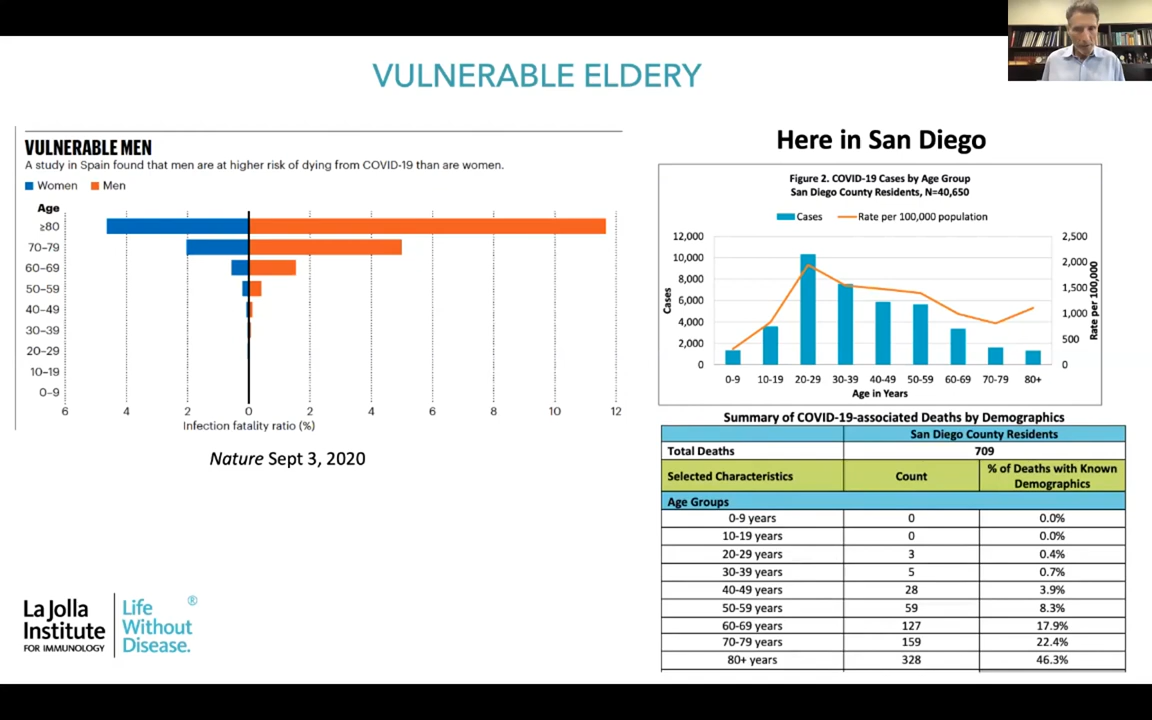 VULNERABLE ELDERY
VULNERABLE MEN
A study in Spain found that men are at higher risk of dying from COVID-19 than are women.
Women Men
Age
≥80
70–79
60–69
50–59
40–49
30–39
20–29
10–19
0–9
6 4 2 0 2 4 6 8 10 12
Infection fatality ratio (%)
Nature Sept 3, 2020
La Jolla
Institute
FOR IMMUNOLOGY
Life
Without
Disease.
®
Here in San Diego
Figure 2. COVID-19 Cases by Age Group
San Diego County Residents, N=40,650
Cases Rate per 100,000 population
12,000
10,000
8,000
6,000
4,000
2,000
0
Cases
2,500
2,000
1,500
1,000
500
0
Rate per 100,000
0-9 10-19 20-29 30-39 40-49 50-59 60-69 70-79 80+
Age in Years
Summary of COVID-19-associated Deaths by Demographics
San Diego County Residents
Total Deaths 709
Selected Characteristics Count % of Deaths with Known
Demographics
Age Groups
0-9 years 0 0.0%
10-19 years 0 0.0%
20-29 years 3 0.4%
30-39 years 5 0.7%
40-49 years 28 3.9%
50-59 years 59 8.3%
60-69 years 127 17.9%
70-79 years 159 22.4%
80+ years 328 46.3%